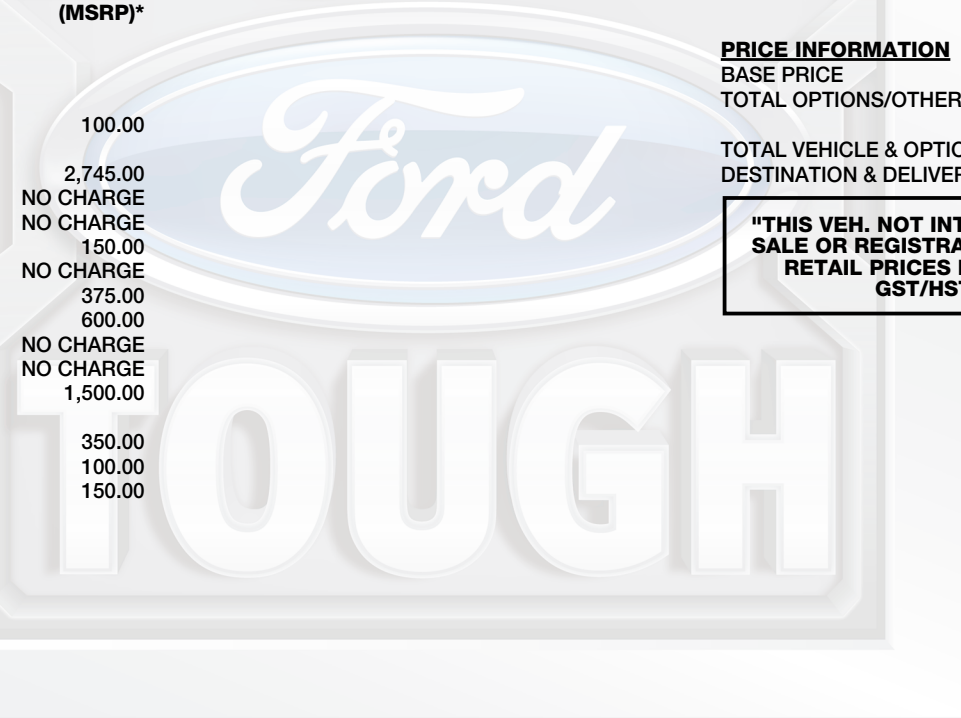 (MSRP)*
100.00
2,745.00
NO CHARGE
NO CHARGE
150.00
NO CHARGE
375.00
600.00
NO CHARGE
NO CHARGE
1,500.00
350.00
100.00
150.00
PRICE INFORMATION
BASE PRICE
TOTAL OPTIONS/OTHER
TOTAL VEHICLE & OPTIO
DESTINATION & DELIVER
"THIS VEH. NOT INT
SALE OR REGISTRA
RETAIL PRICES
GST/HST
Ford
TOUGH